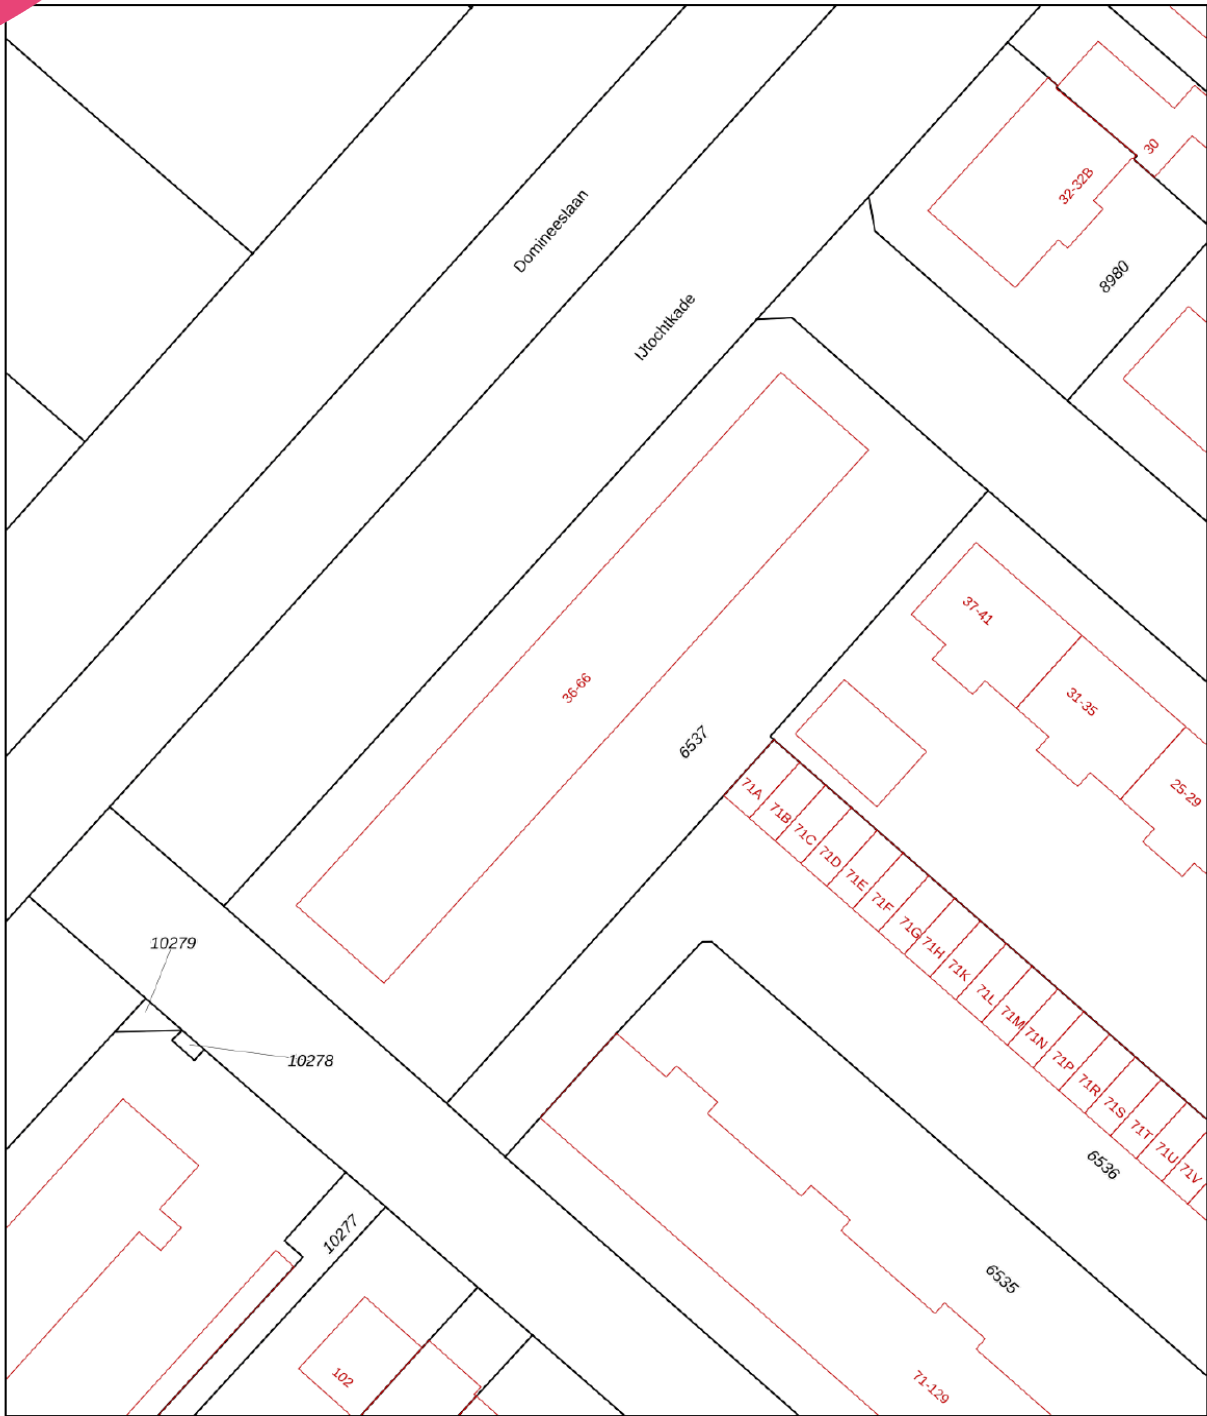 30
32-32B
Domineeslaan
8980
IJtochtkade
37-41
36-66
31-35
6537
71A
25-29
71B
71C
71D
71E
71F
71G
10279
71H
71K
71L
71M
71N
10278
71P
71R
71S
71T
71U
6536
71V
10277
6535
102
71-129